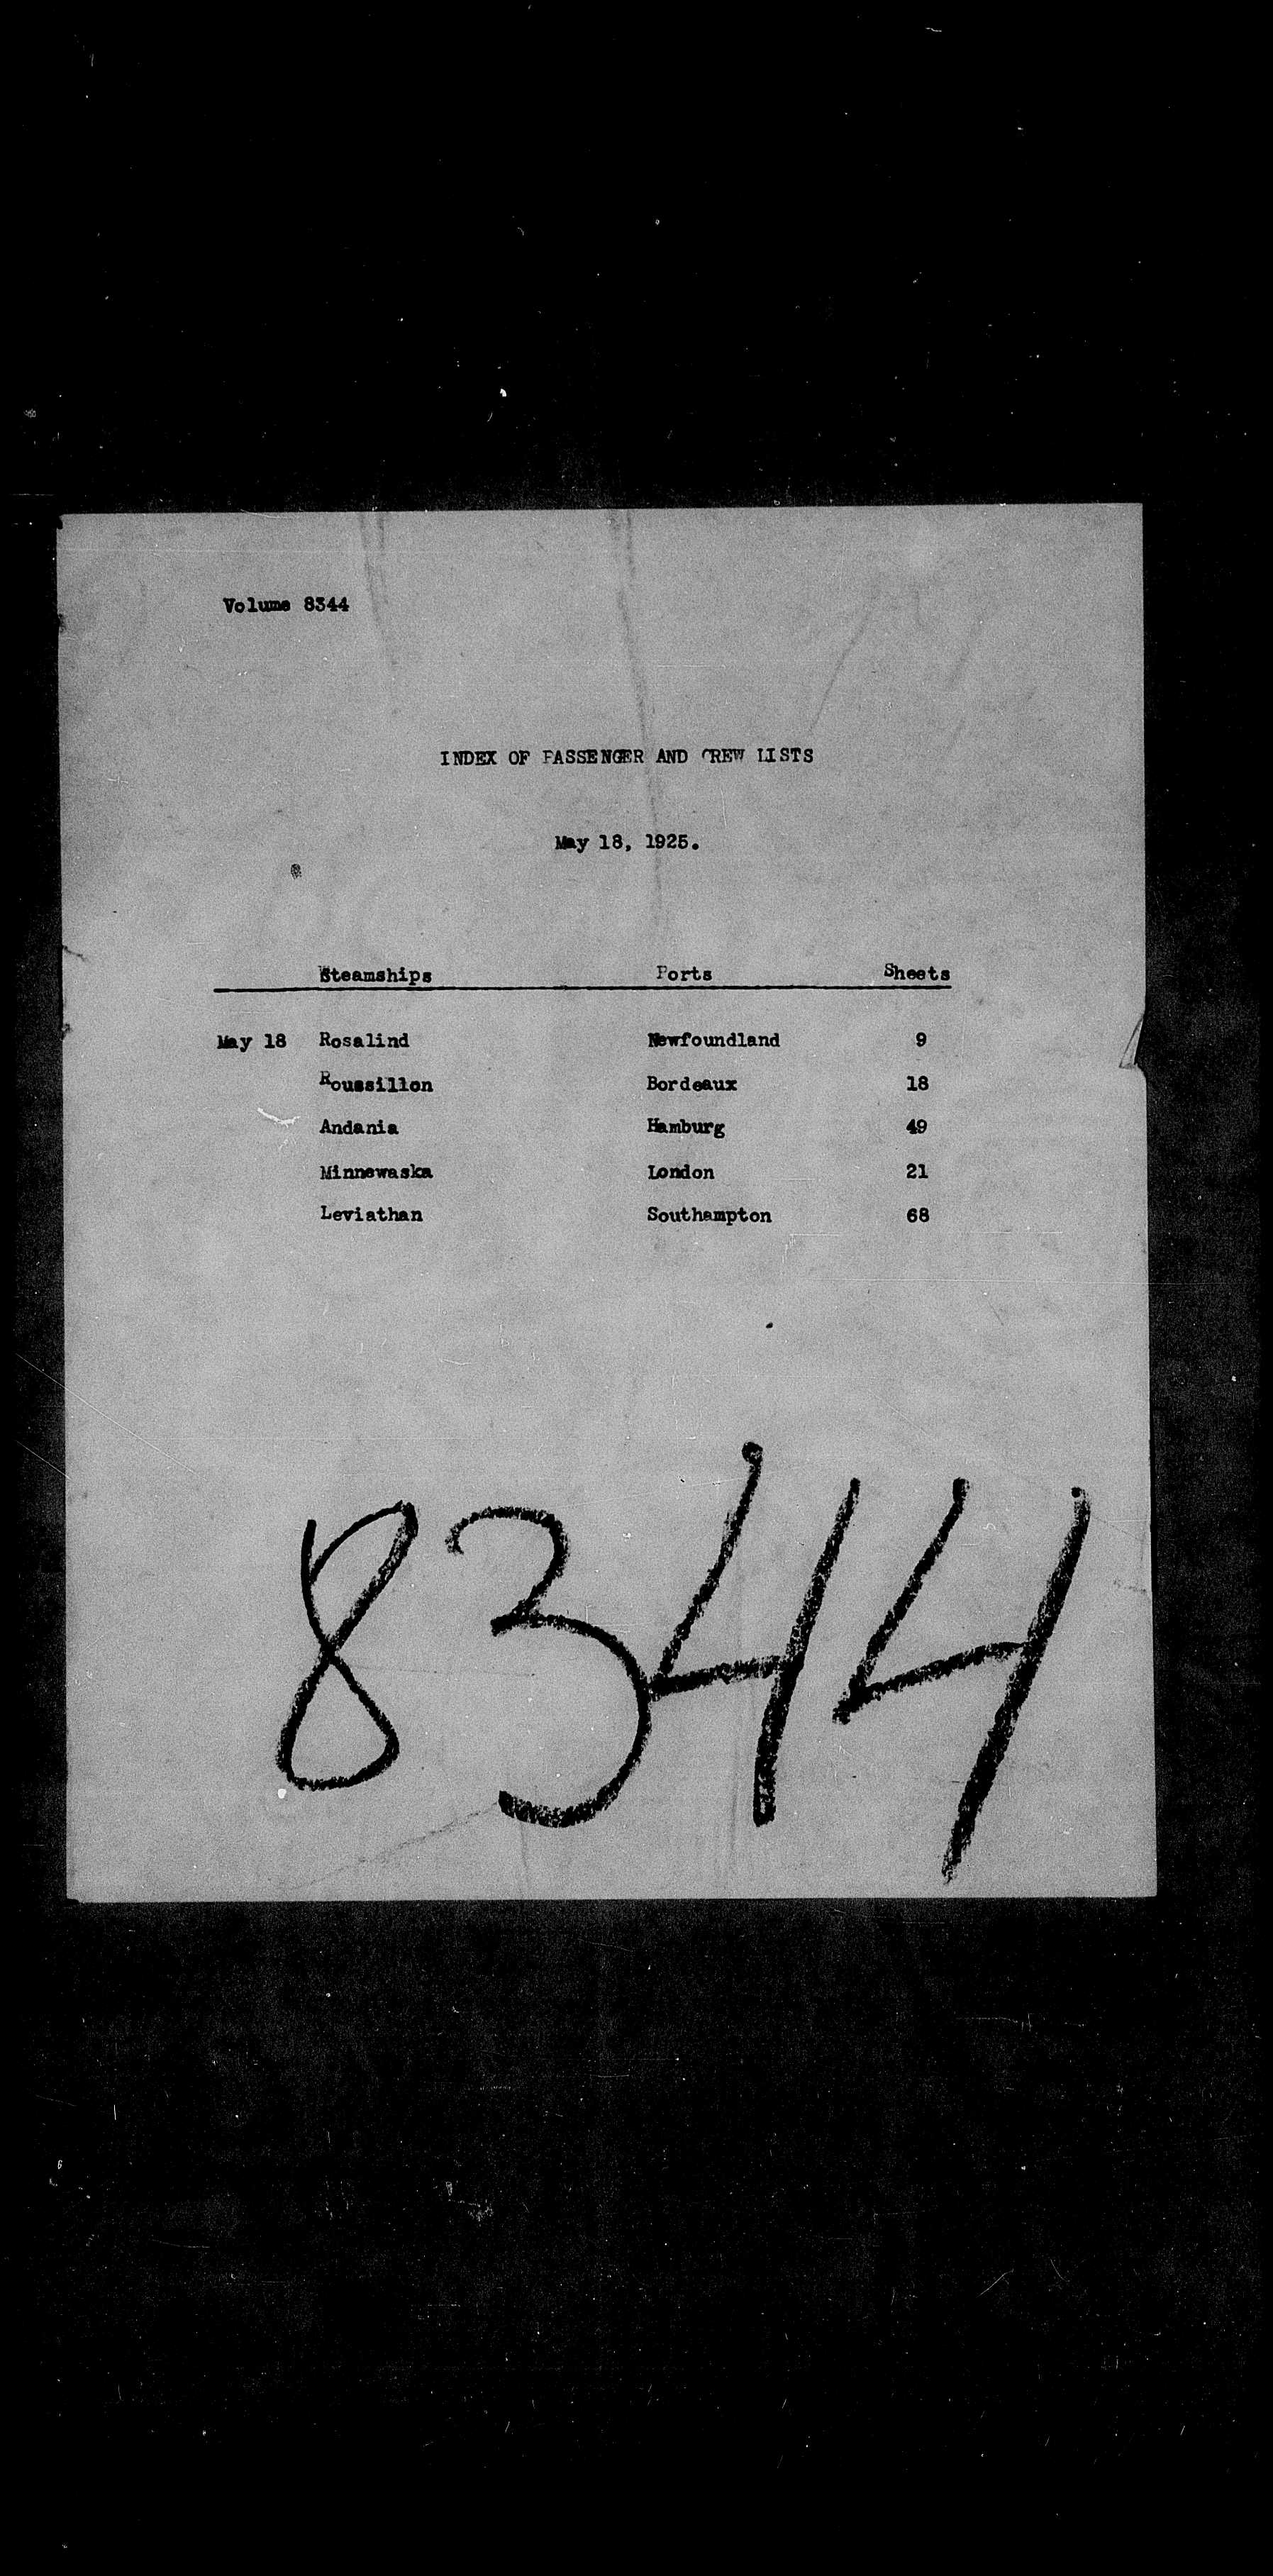 Volume 8344
INDEX OF PASSENGER AND CREW LISTS
May 18, 1925.
Steamships Ports Sheets
May 18 Rosalind Newfoundland 9
Roussillon Bordeaux 18
Andania Hamburg 49
Minnewaska London 21
Leviathan Southampton 68
8344